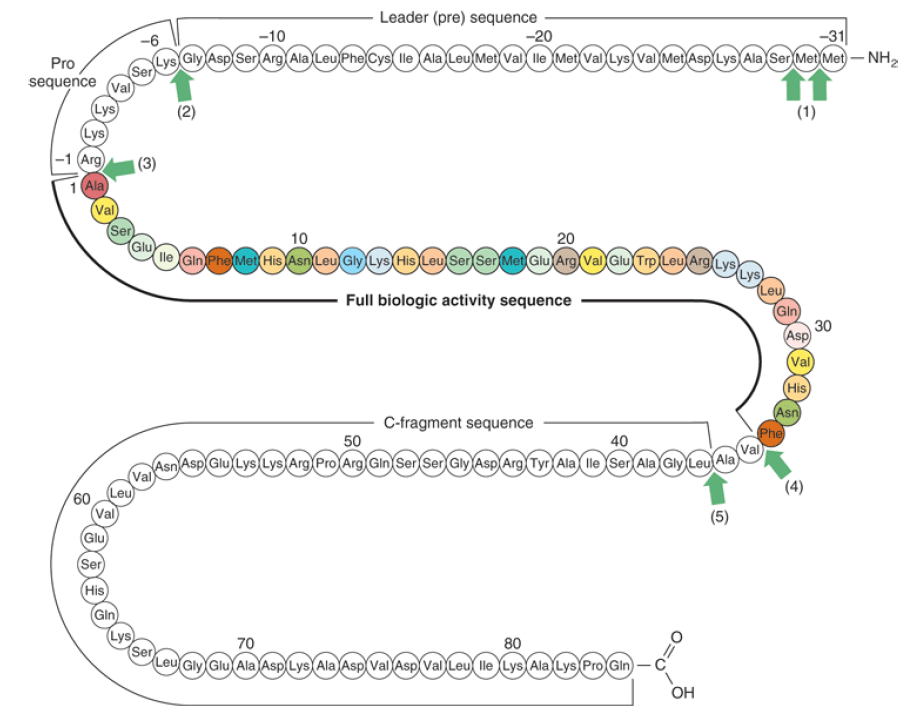 Leader (pre) sequence
−6 −10 −20 −31
Lys Gly Asp Ser Arg Ala Leu Phe Cys Ile Ala Leu Met Val Ile Met Val Lys Val Met Asp Lys Ala Ser Met Met — NH2
Pro
sequence
Ser
Val
Lys
Lys
(2)
(1)
−1 Arg
(3)
1 Ala
Val
Ser
Glu
Ile
10 20
Gln Phe Met His Asn Leu Gly Lys His Leu Ser Ser Met Glu Arg Val Glu Trp Leu Arg Lys
Lys
Leu
Gln
Full biologic activity sequence
30
Asp
Val
His
Asn
Phe
Val
Ala
(4)
C-fragment sequence
50 40
Asn Asp Glu Lys Lys Arg Pro Arg Gln Ser Ser Gly Asp Arg Tyr Ala Ile Ser Ala Gly Leu
(5)
Val
Leu
60
Val
Glu
Ser
His
Gln
Lys
Ser
70 80
Leu Gly Glu Ala Asp Lys Ala Asp Val Asp Val Leu Ile Lys Ala Lys Pro Gln — C
O
OH